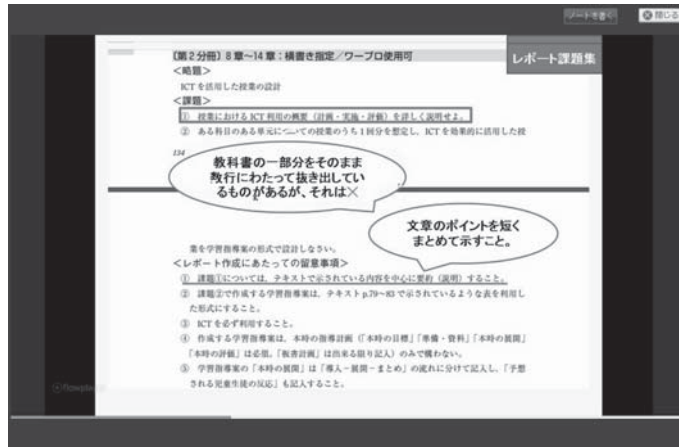 ノートを書く
閉じる
レポート課題集
〔第2分冊〕8章〜14章:横書き指定/ワープロ使用可
<略題>
ICTを活用した授業の設計
<課題>
① 授業におけるICT利用の概要(計画・実施・評価)を詳しく説明せよ。
② ある科目のある単元についての授業のうち1回分を想定し、ICTを効果的に活用した授
134
教科書の一部分をそのまま
数行にわたって抜き出してい
るものがあるが、それは×
文章のポイントを短く
まとめて示すこと。
業を学習指導案の形式で設計しなさい。
<レポート作成にあたっての留意事項>
① 課題①については、テキストで示されている内容を中心に要約(説明)すること。
② 課題②で作成する学習指導案は、テキストp.79〜83で示されているような表を利用し
た形式にすること。
③ ICTを必ず利用すること。
④ 作成する学習指導案は、本時の指導計画(「本時の目標」「準備・資料」「本時の展開」
「本時の評価」は必須。「板書計画」は出来る限り記入)のみで構わない。
⑤ 学習指導案の「本時の展開」は「導入−展開−まとめ」の流れに分けて記入し、「予想
される児童生徒の反応」も記入すること。